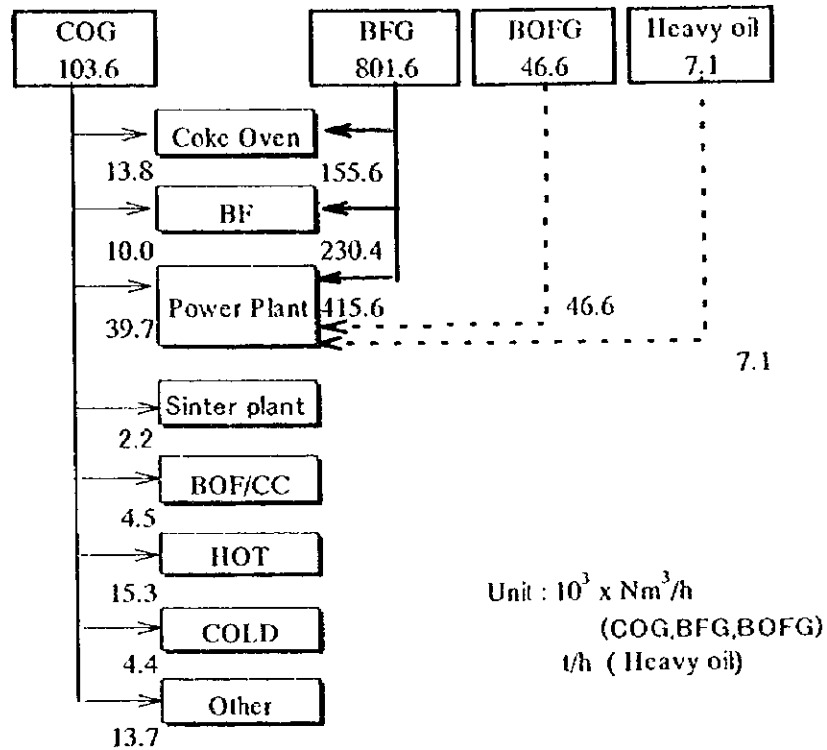 COG BFG BOFG Heavy oil
103.6 801.6 46.6 7.1
Coke Oven
13.8 155.6
BF
10.0 230.4
Power Plant 415.6 46.6
39.7
7.1
Sinter plant
2.2
BOF/CC
4.5
HOT
15.3
COLD
4.4
Other
13.7
Unit : 10³ x Nm³/h
(COG,BFG,BOFG)
t/h ( Heavy oil)